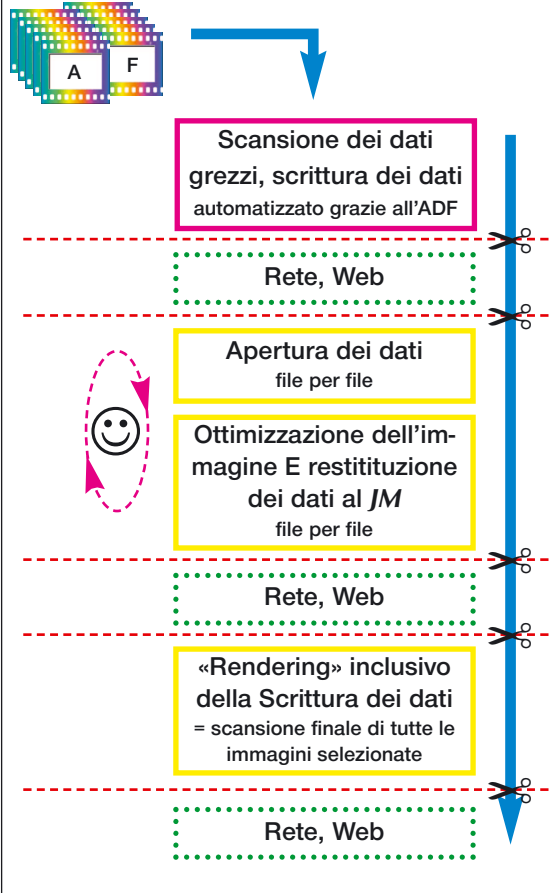 A
F
Scansione dei dati
grezzi, scrittura dei dati
automatizzato grazie all'ADF
Rete, Web
Apertura dei dati
file per file
Ottimizzazione dell'im-
magine E restitituzione
dei dati al JM
file per file
Rete, Web
«Rendering» inclusivo
della Scrittura dei dati
= scansione finale di tutte le
immagini selezionate
Rete, Web